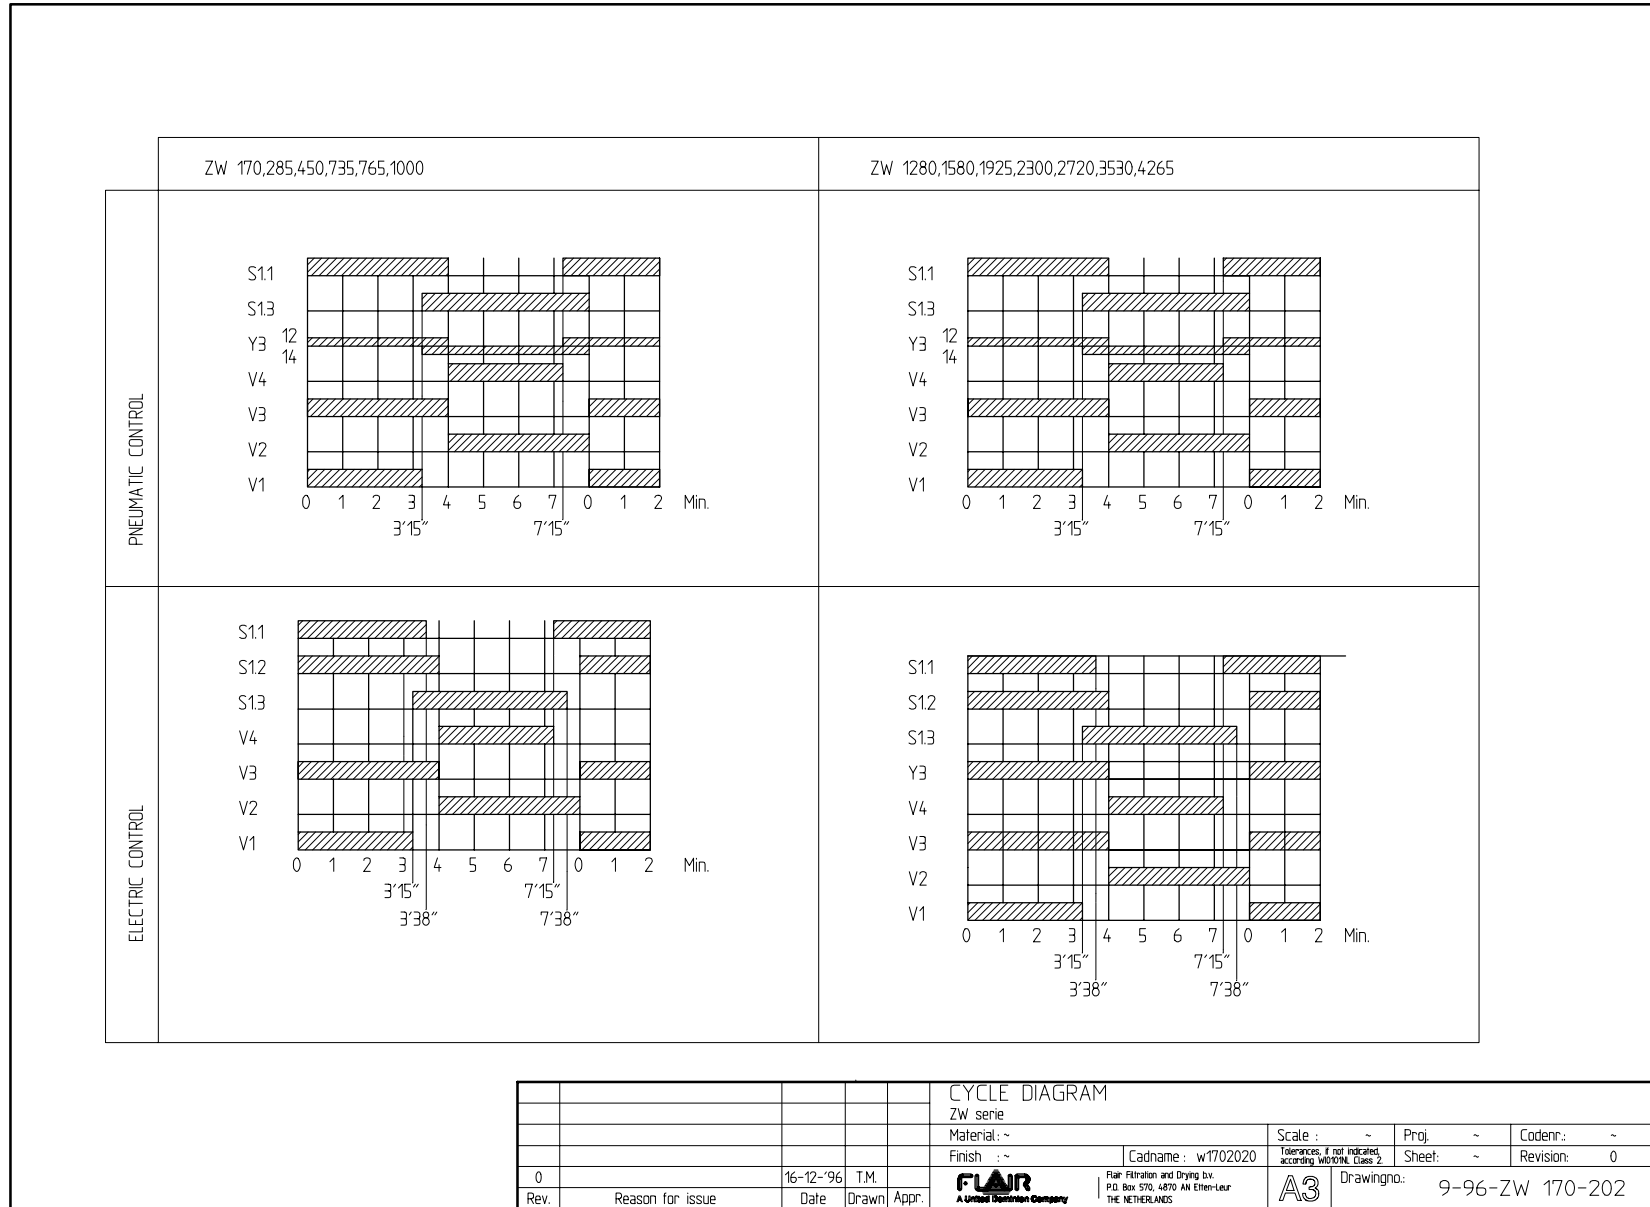 ZW 170,285,450,735,765,1000
ZW 1280,1580,1925,2300,2720,3530,4265
PNEUMATIC CONTROL
S1.1
S1.3
Y3 12
14
V4
V3
V2
V1
0 1 2 3 4 5 6 7 0 1 2 Min.
3'15" 7'15"
S1.1
S1.3
Y3 12
14
V4
V3
V2
V1
0 1 2 3 4 5 6 7 0 1 2 Min.
3'15" 7'15"
ELECTRIC CONTROL
S1.1
S1.2
S1.3
V4
V3
V2
V1
0 1 2 3 4 5 6 7 0 1 2 Min.
3'15" 7'15"
3'38" 7'38"
S1.1
S1.2
S1.3
Y3
V4
V3
V2
V1
0 1 2 3 4 5 6 7 0 1 2 Min.
3'15" 7'15"
3'38" 7'38"
CYCLE DIAGRAM
ZW serie
Material: ~ Scale : ~ Proj. ~ Codenr.: ~
Finish : ~ Cadname : w1702020 Tolerances, if not indicated, according WI0101NL Class 2. Sheet: ~ Revision: 0
0 16-12-'96 T.M.
Rev. Reason for issue Date Drawn Appr.
FLAIR
A United Dominion Company
Flair Filtration and Drying b.v.
P.O. Box 570, 4870 AN Etten-Leur
THE NETHERLANDS
A3 Drawingno.: 9-96-ZW 170-202